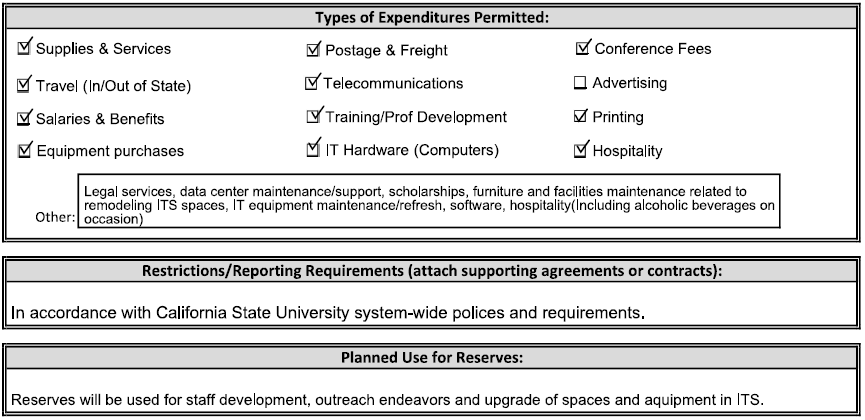 Types of Expenditures Permitted:
Supplies & Services Postage & Freight Conference Fees
Travel (In/Out of State) Telecommunications Advertising
Salaries & Benefits Training/Prof Development Printing
Equipment purchases IT Hardware (Computers) Hospitality
Legal services, data center maintenance/support, scholarships, furniture and facilities maintenance related to
remodeling ITS spaces, IT equipment maintenance/refresh, software, hospitality(Including alcoholic beverages on
Other: occasion)
Restrictions/Reporting Requirements (attach supporting agreements or contracts):
In accordance with California State University system-wide polices and requirements.
Planned Use for Reserves:
Reserves will be used for staff development, outreach endeavors and upgrade of spaces and aquipment in ITS.